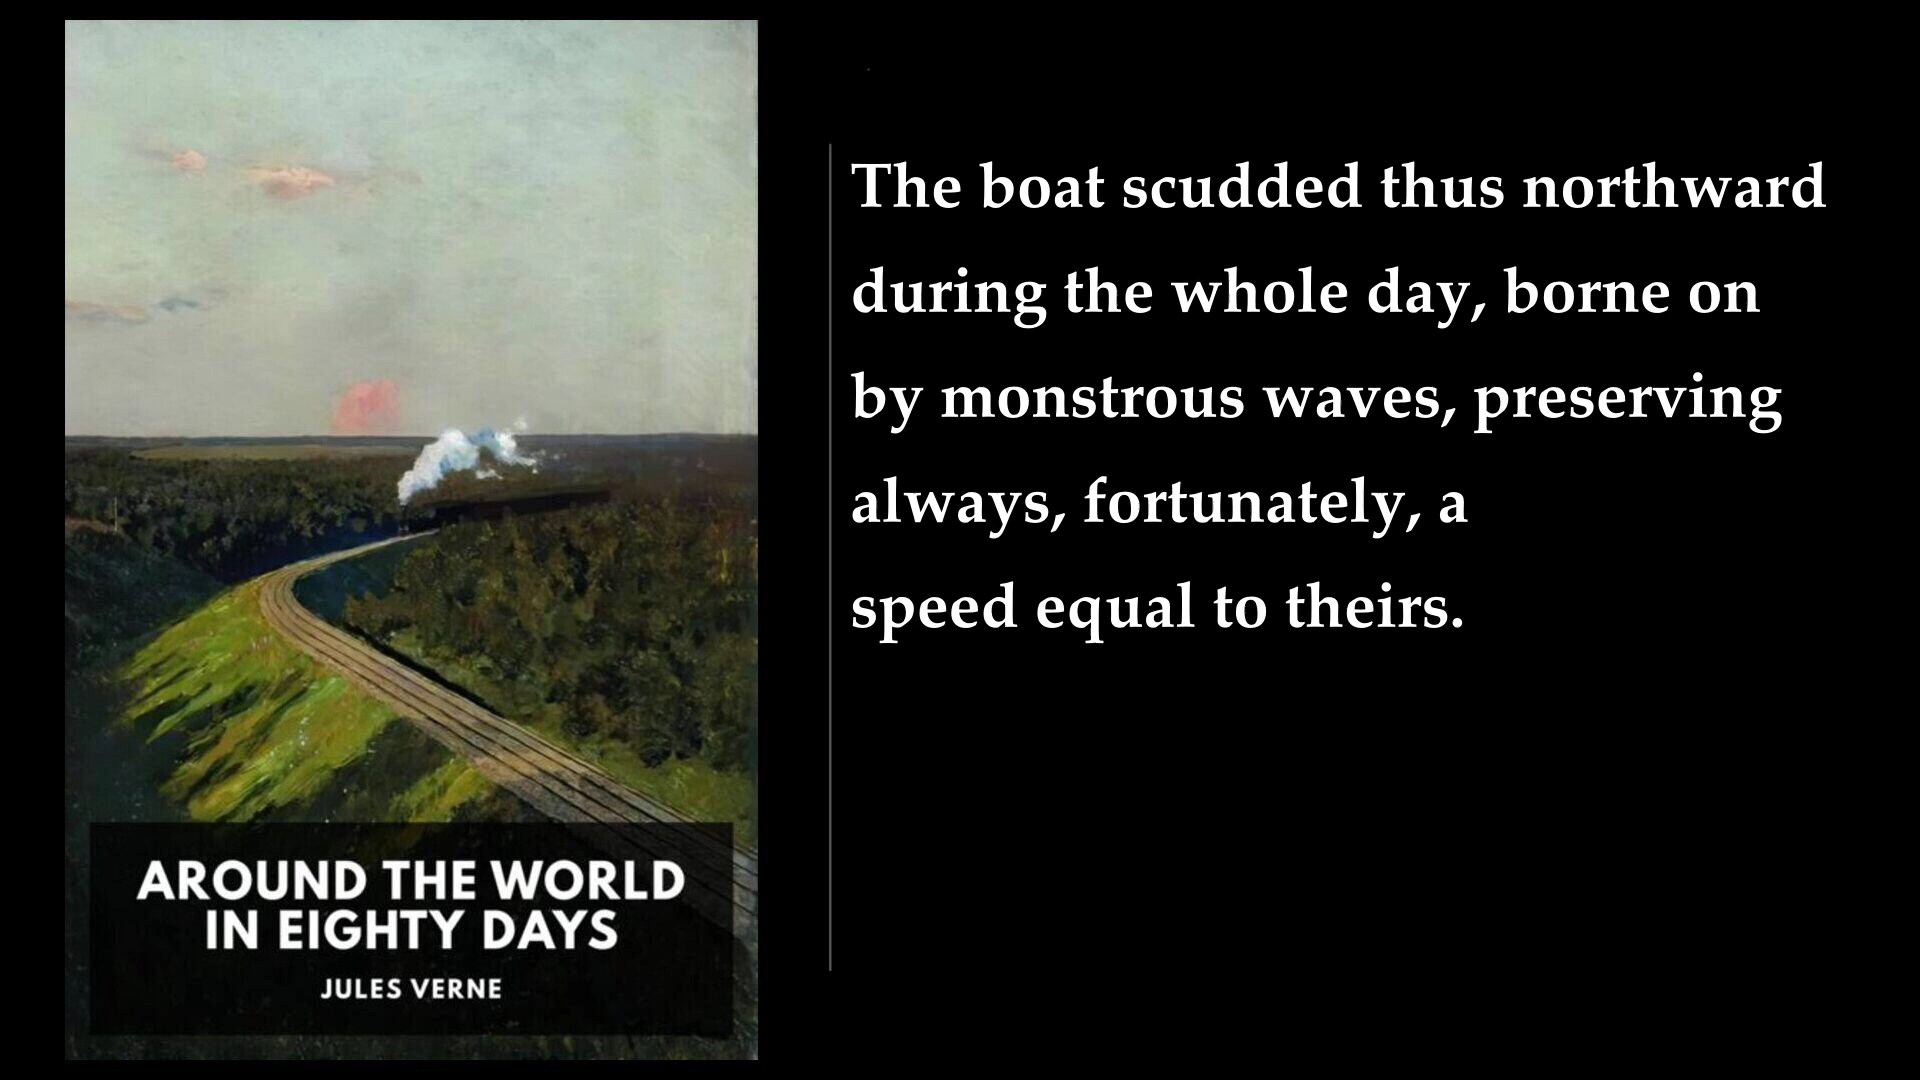 The boat scudded thus northward
during the whole day, borne on
by monstrous waves, preserving
always, fortunately, a
speed equal to theirs.
AROUND THE WORLD
IN EIGHTY DAYS
JULES VERNE